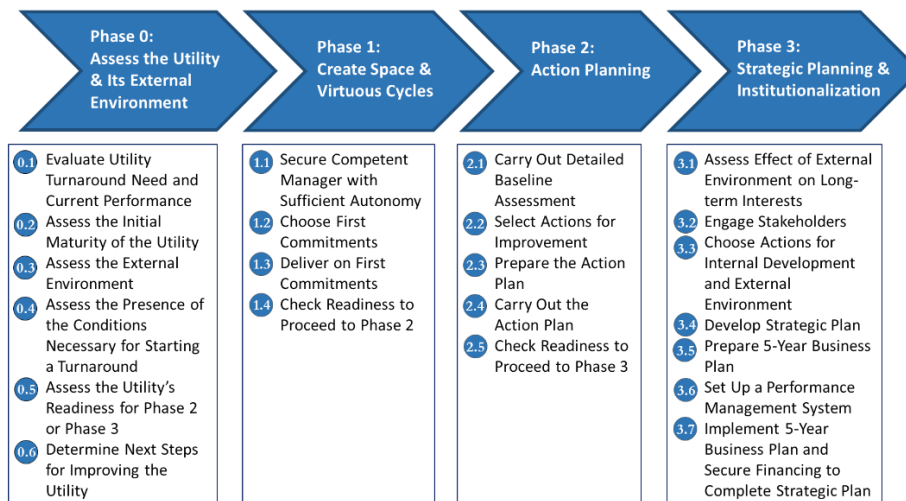 Phase 0:
Assess the Utility
& Its External
Environment
Phase 1:
Create Space &
Virtuous Cycles
Phase 2:
Action Planning
Phase 3:
Strategic Planning &
Institutionalization
0.1 Evaluate Utility
Turnaround Need and
Current Performance
0.2 Assess the Initial
Maturity of the Utility
0.3 Assess the External
Environment
0.4 Assess the Presence of
the Conditions
Necessary for Starting
a Turnaround
0.5 Assess the Utility’s
Readiness for Phase 2
or Phase 3
0.6 Determine Next Steps
for Improving the
Utility
1.1 Secure Competent
Manager with
Sufficient Autonomy
1.2 Choose First
Commitments
1.3 Deliver on First
Commitments
1.4 Check Readiness to
Proceed to Phase 2
2.1 Carry Out Detailed
Baseline
Assessment
2.2 Select Actions for
Improvement
2.3 Prepare the Action
Plan
2.4 Carry Out the
Action Plan
2.5 Check Readiness to
Proceed to Phase 3
3.1 Assess Effect of External
Environment on Long-
term Interests
3.2 Engage Stakeholders
3.3 Choose Actions for
Internal Development
and External
Environment
3.4 Develop Strategic Plan
3.5 Prepare 5-Year Business
Plan
3.6 Set Up a Performance
Management System
3.7 Implement 5-Year
Business Plan and
Secure Financing to
Complete Strategic Plan